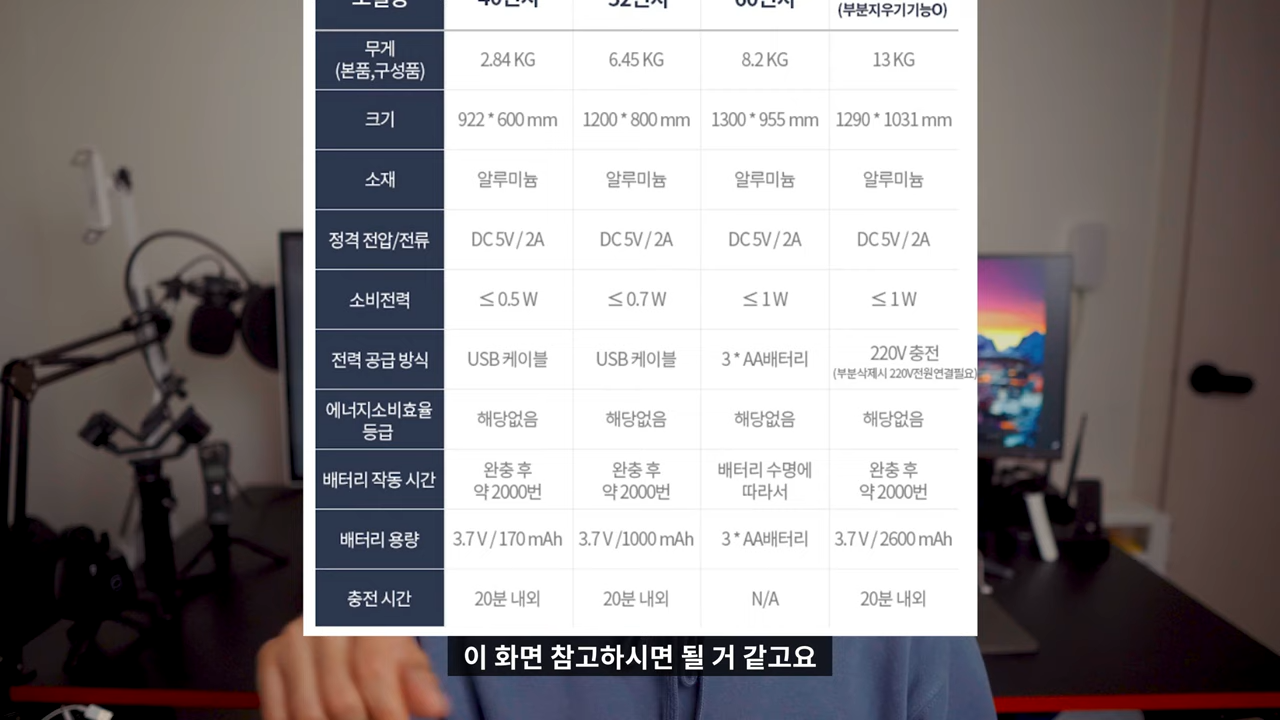 (부분지우기기능O)
무게
(본품,구성품)
2.84 KG
6.45 KG
8.2 KG
13 KG
크기
922 * 600 mm
1200 * 800 mm
1300 * 955 mm
1290 * 1031 mm
소재
알루미늄
알루미늄
알루미늄
알루미늄
정격 전압/전류
DC 5V / 2A
DC 5V / 2A
DC 5V / 2A
DC 5V / 2A
소비전력
≤ 0.5 W
≤ 0.7 W
≤ 1 W
≤ 1 W
전력 공급 방식
USB 케이블
USB 케이블
3 * AA배터리
220V 충전
(부분삭제시 220V전원연결필요)
에너지소비효율
등급
해당없음
해당없음
해당없음
해당없음
배터리 작동 시간
완충 후
약 2000번
완충 후
약 2000번
배터리 수명에
따라서
완충 후
약 2000번
배터리 용량
3.7 V / 170 mAh
3.7 V /1000 mAh
3 * AA배터리
3.7 V / 2600 mAh
충전 시간
20분 내외
20분 내외
N/A
20분 내외
이 화면 참고하시면 될 거 같고요